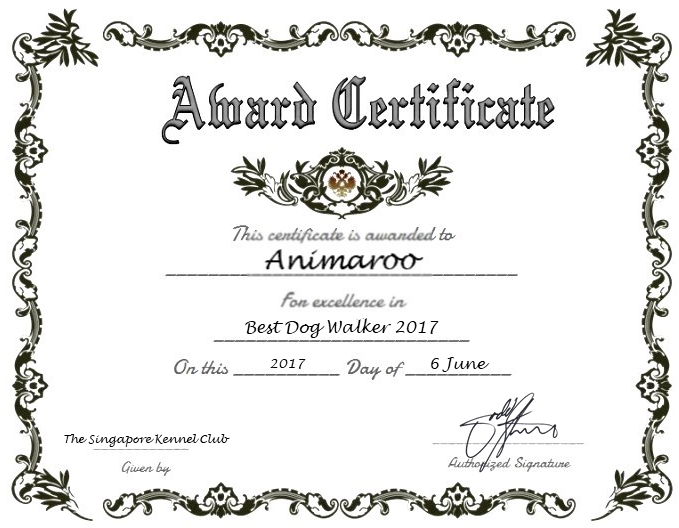 Award Certificate
This certificate is awarded to
Animaroo
For excellence in
Best Dog Walker 2017
On this 2017 Day of 6 June
The Singapore Kennel Club
Given by
Authorized Signature